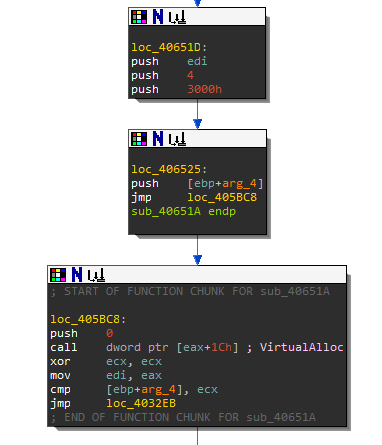 loc_40651D:
push edi
push 4
push 3000h
loc_406525:
push [ebp+arg_4]
jmp loc_405BC8
sub_40651A endp
; START OF FUNCTION CHUNK FOR sub_40651A
loc_405BC8:
push 0
call dword ptr [eax+1Ch] ; VirtualAlloc
xor ecx, ecx
mov edi, eax
cmp [ebp+arg_4], ecx
jmp loc_4032EB
; END OF FUNCTION CHUNK FOR sub_40651A